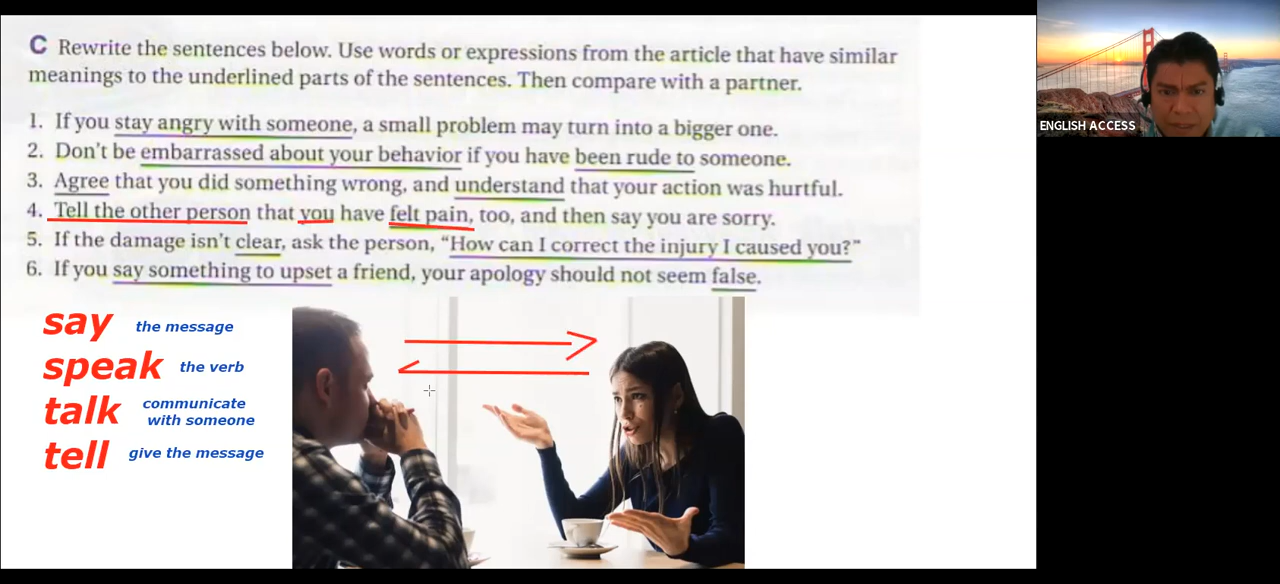 C Rewrite the sentences below. Use words or expressions from the article that have similar
meanings to the underlined parts of the sentences. Then compare with a partner.
1. If you stay angry with someone, a small problem may turn into a bigger one.
2. Don't be embarrassed about your behavior if you have been rude to someone.
3. Agree that you did something wrong, and understand that your action was hurtful.
4. Tell the other person that you have felt pain, too, and then say you are sorry.
5. If the damage isn't clear, ask the person, "How can I correct the injury I caused you?"
6. If you say something to upset a friend, your apology should not seem false.
say the message
speak the verb
talk communicate
with someone
tell give the message
ENGLISH ACCESS